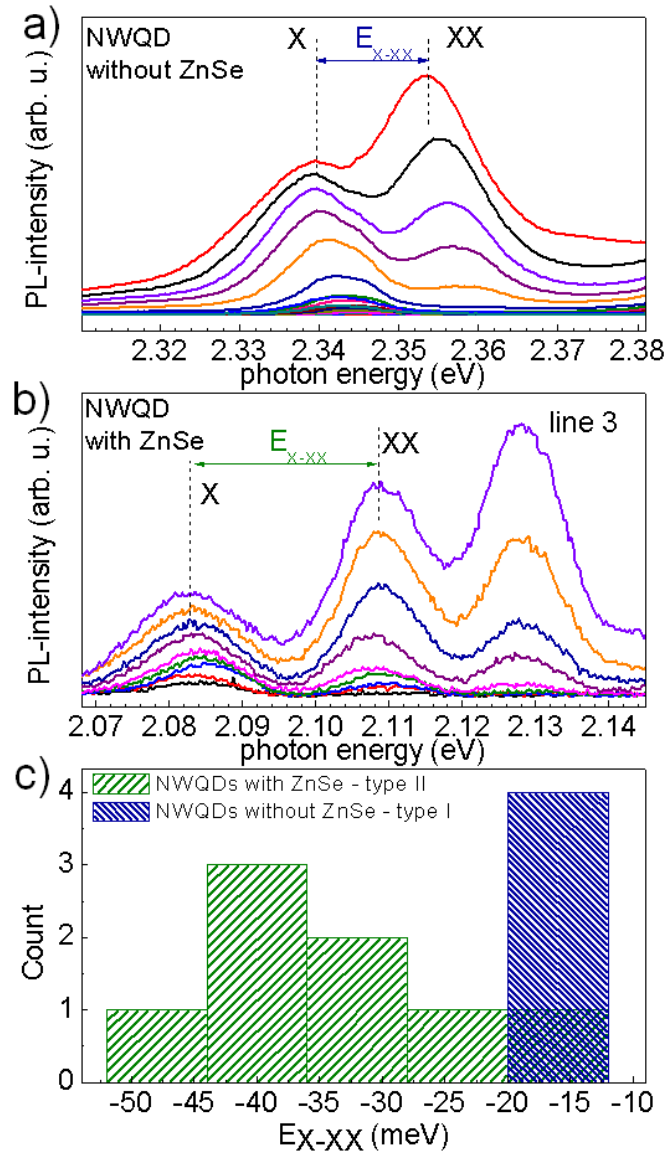 a)
NWQD
without ZnSe
X
E X-XX
XX
PL-intensity (arb. u.)
2.32 2.33 2.34 2.35 2.36 2.37 2.38
photon energy (eV)
b)
NWQD
with ZnSe
E X-XX
X
XX
line 3
PL-intensity (arb. u.)
2.07 2.08 2.09 2.10 2.11 2.12 2.13 2.14
photon energy (eV)
c)
NWQDs with ZnSe - type II
NWQDs without ZnSe - type I
Count
4
3
2
1
0
-50 -45 -40 -35 -30 -25 -20 -15 -10
EX-XX (meV)